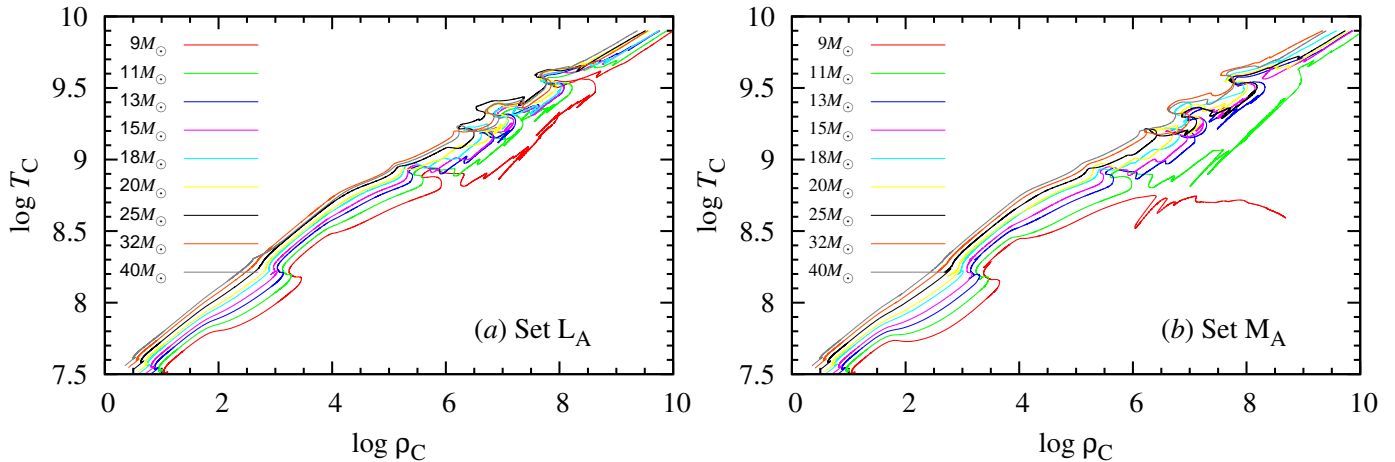 10
9.5
9
8.5
8
7.5
log T_C
9M_⊙
11M_⊙
13M_⊙
15M_⊙
18M_⊙
20M_⊙
25M_⊙
32M_⊙
40M_⊙
(a) Set L_A
0 2 4 6 8 10
log ρ_C
10
9.5
9
8.5
8
7.5
log T_C
9M_⊙
11M_⊙
13M_⊙
15M_⊙
18M_⊙
20M_⊙
25M_⊙
32M_⊙
40M_⊙
(b) Set M_A
0 2 4 6 8 10
log ρ_C